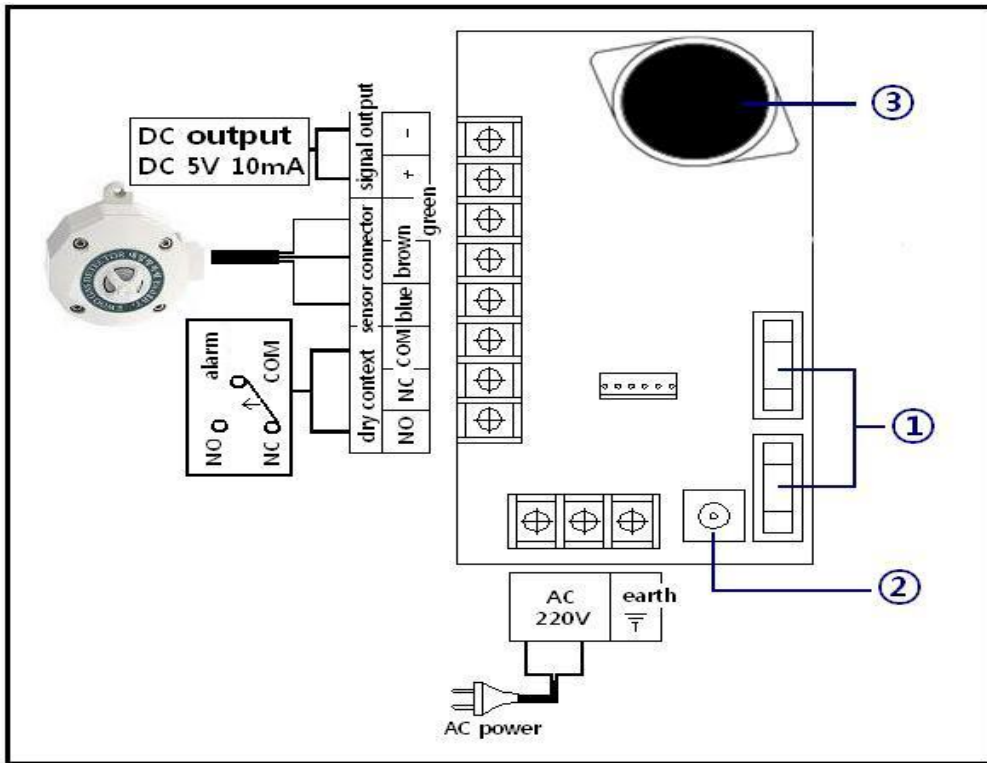 DC output
DC 5V 10mA
signal output
-
+
sensor connector
green
brown
blue
dry context
COM
NC
NO
alarm
COM
NO
NC
③
①
②
AC
220V
earth
AC power